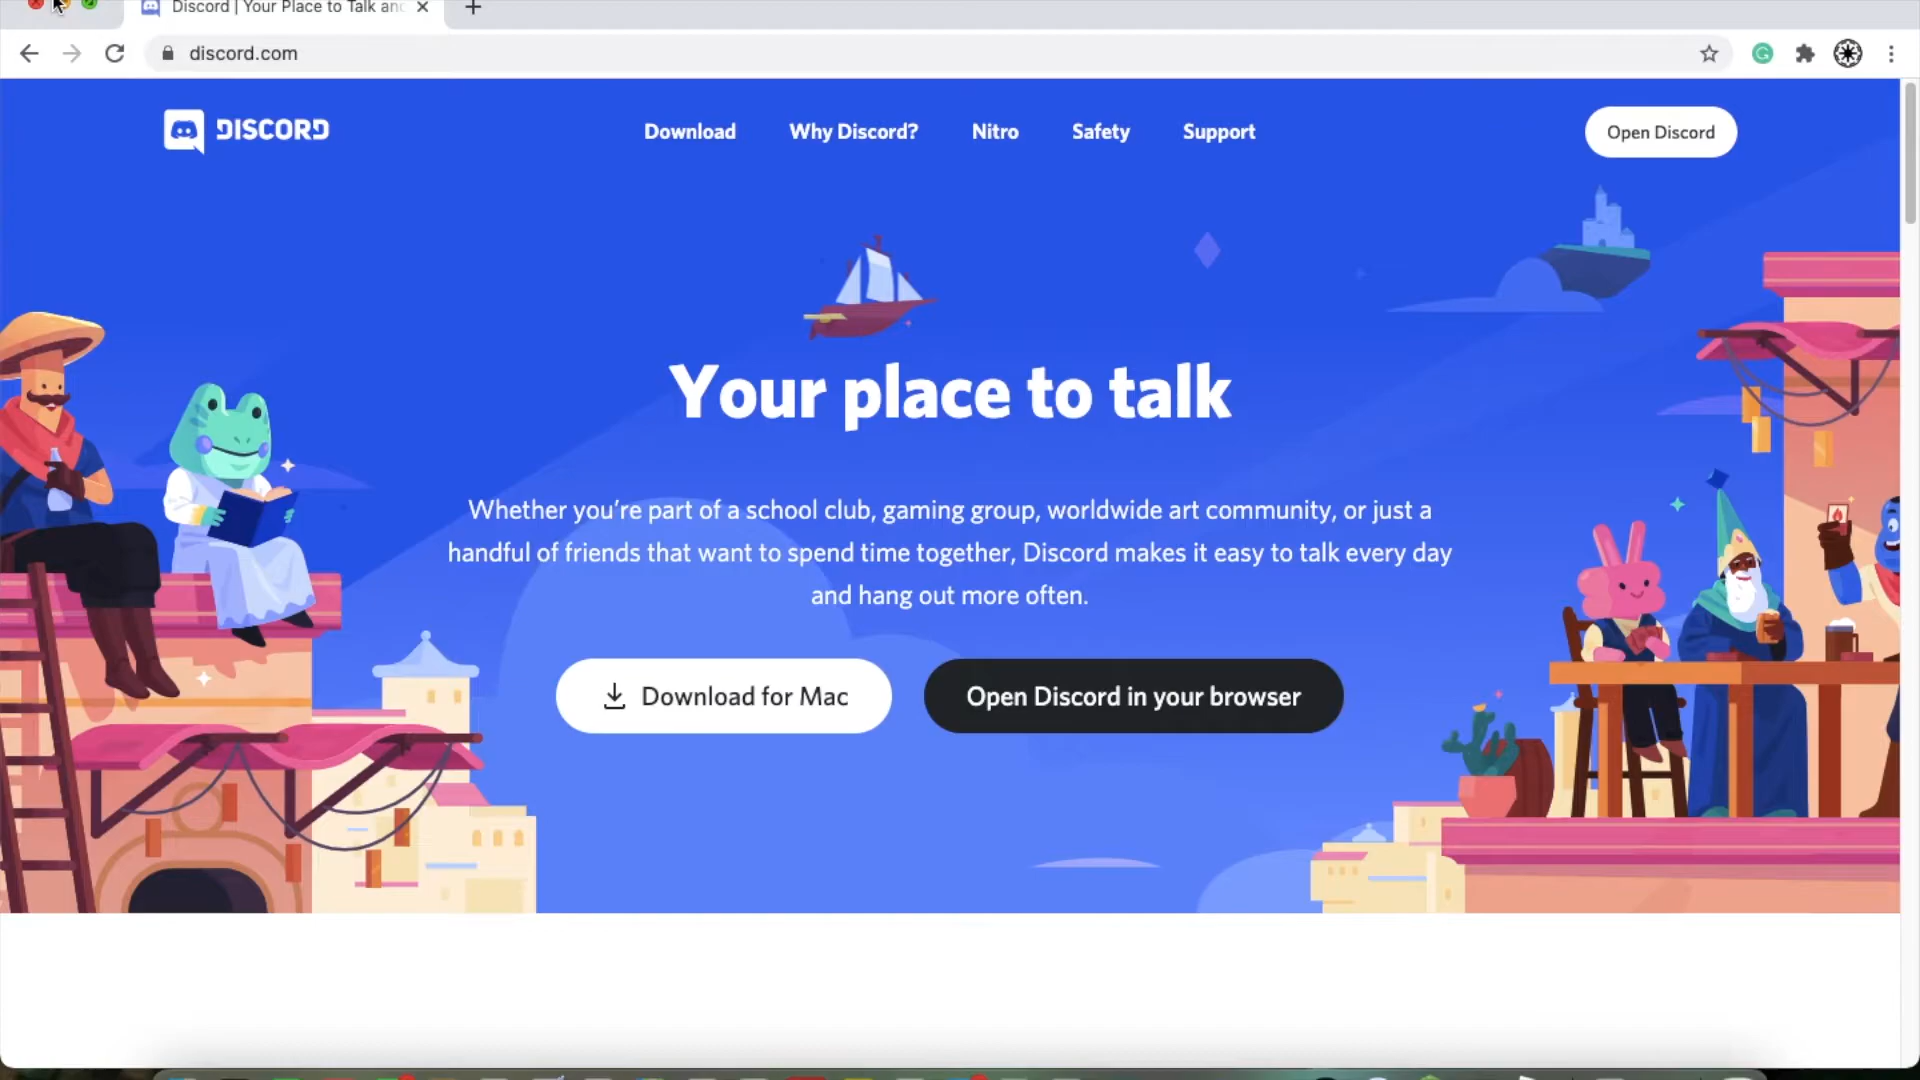 Discord | Your Place to Talk and
discord.com
DISCORD
Download
Why Discord?
Nitro
Safety
Support
Open Discord
Your place to talk
Whether you’re part of a school club, gaming group, worldwide art community, or just a
handful of friends that want to spend time together, Discord makes it easy to talk every day
and hang out more often.
Download for Mac
Open Discord in your browser